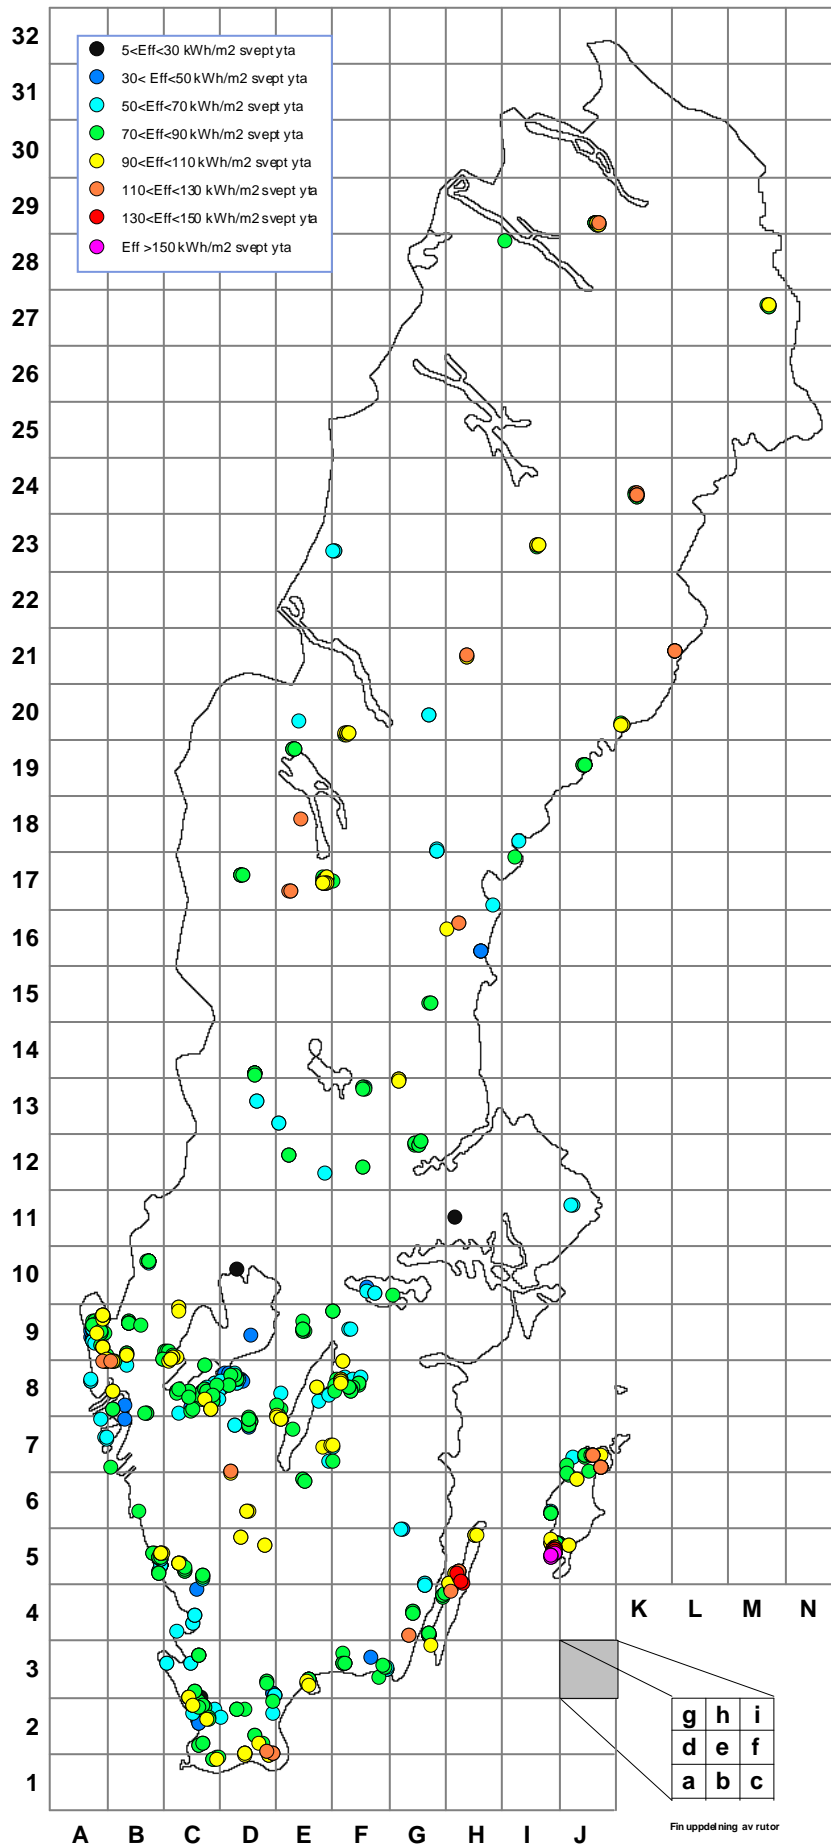 32
5<Eff<30 kWh/m2 svept yta
30< Eff<50 kWh/m2 svept yta
50<Eff<70 kWh/m2 svept yta
70<Eff<90 kWh/m2 svept yta
90<Eff<110 kWh/m2 svept yta
110<Eff<130 kWh/m2 svept yta
130<Eff<150 kWh/m2 svept yta
Eff >150 kWh/m2 svept yta
31
30
29
28
27
26
25
24
23
22
21
20
19
18
17
16
15
14
13
12
11
10
9
8
7
6
5
4
K L M N
3
g h i
2
d e f
a b c
1
Fin uppdelning av rutor
A B C D E F G H I J